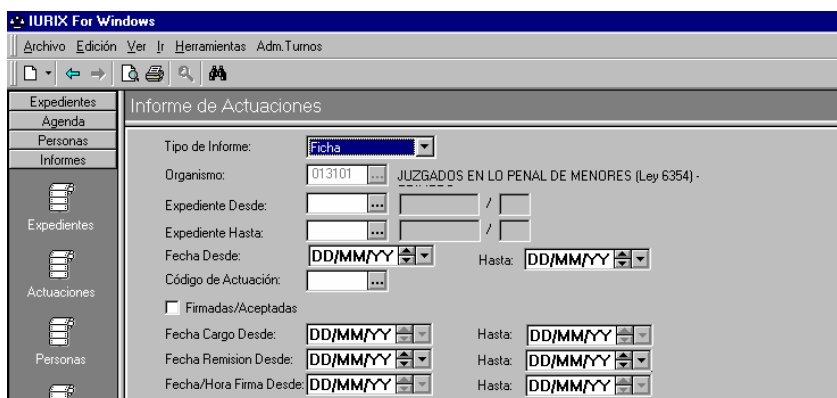 IURIX For Windows
Archivo Edición Ver Ir Herramientas Adm.Turnos
Expedientes
Agenda
Personas
Informes
Expedientes
Actuaciones
Personas
Informe de Actuaciones
Tipo de Informe: Ficha
Organismo: 013101 ... JUZGADOS EN LO PENAL DE MENORES (Ley 6354) -
Expediente Desde: ... /
Expediente Hasta: ... /
Fecha Desde: DD/MM/YY Hasta: DD/MM/YY
Código de Actuación: ...
Firmadas/Aceptadas
Fecha Cargo Desde: DD/MM/YY Hasta: DD/MM/YY
Fecha Remision Desde: DD/MM/YY Hasta: DD/MM/YY
Fecha/Hora Firma Desde: DD/MM/YY Hasta: DD/MM/YY